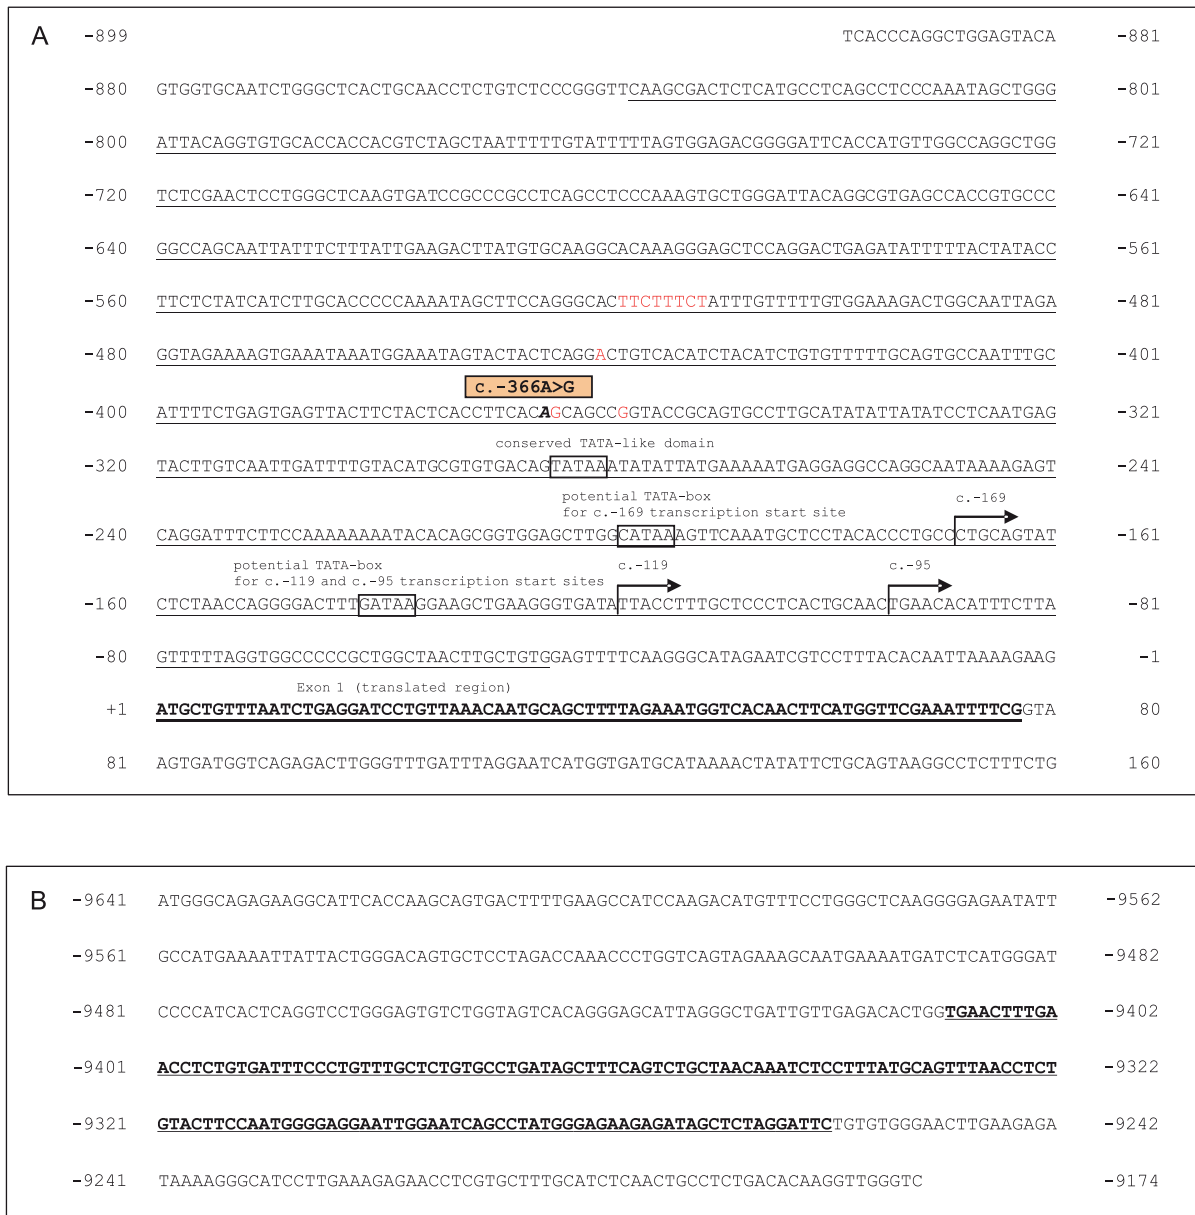 A -899 TCACCCAGGCTGGAGTACA -881
-880 GTGGTGCAATCTGGGCTCACTGCAACCTCTGTCTCCCGGGTTCAAGCGACTCTCATGCCTCAGCCTCCCAAATAGCTGGG -801
-800 ATTACAGGTGTGCACCACCACGTCTAGCTAATTTTTGTATTTTTAGTGGAGACGGGGATTCACCATGTTGGCCAGGCTGG -721
-720 TCTCGAACTCCTGGGCTCAAGTGATCCGCCCGCCTCAGCCTCCCAAAGTGCTGGGATTACAGGCGTGAGCCACCGTGCCC -641
-640 GGCCAGCAATTATTTCTTTATTGAAGACTTATGTGCAAGGCACAAAGGGAGCTCCAGGACTGAGATATTTTTACTATACC -561
-560 TTCTCTATCATCTTGCACCCCCAAAATAGCTTCCAGGGCACTTCTTTCTATTTGTTTTTGTGGAAAGACTGGCAATTAGA -481
-480 GGTAGAAAAGTGAAATAAATGGAAATAGTACTACTCAGGACTGTCACATCTACATCTGTGTTTTTGCAGTGCCAATTTGC -401
c.-366A>G
-400 ATTTTCTGAGTGAGTTACTTCTACTCACCTTCACAGCAGCCGGTACCGCAGTGCCTTGCATATATTATATCCTCAATGAG -321
conserved TATA-like domain
-320 TACTTGTCAATTGATTTTGTACATGCGTGTGACAGTATAAATATATTATGAAAAATGAGGAGGCCAGGCAATAAAAGAGT -241
potential TATA-box c.-169
for c.-169 transcription start site
-240 CAGGATTTCTTCCAAAAAAAATACACAGCGGTGGAGCTTGGCATAAAGTTCAAATGCTCCTACACCCTGCCCTGCAGTAT -161
potential TATA-box c.-119 c.-95
for c.-119 and c.-95 transcription start sites
-160 CTCTAACCAGGGGACTTTGATAAGGAAGCTGAAGGGTGATATTACCTTTGCTCCCTCACTGCAACTGAACACATTTCTTA -81
-80 GTTTTTAGGTGGCCCCCGCTGGCTAACTTGCTGTGGAGTTTTCAAGGGCATAGAATCGTCCTTTACACAATTAAAAGAAG -1
Exon 1 (translated region)
+1 ATGCTGTTTAATCTGAGGATCCTGTTAAACAATGCAGCTTTTAGAAATGGTCACAACTTCATGGTTCGAAATTTTCGGTA 80
81 AGTGATGGTCAGAGACTTGGGTTTGATTTAGGAATCATGGTGATGCATAAAACTATATTCTGCAGTAAGGCCTCTTTCTG 160
B -9641 ATGGGCAGAGAAGGCATTCACCAAGCAGTGACTTTTGAAGCCATCCAAGACATGTTTCCTGGGCTCAAGGGGAGAATATT -9562
-9561 GCCATGAAAATTATTACTGGGACAGTGCTCCTAGACCAAACCCTGGTCAGTAGAAAGCAATGAAAATGATCTCATGGGAT -9482
-9481 CCCCATCACTCAGGTCCTGGGAGTGTCTGGTAGTCACAGGGAGCATTAGGGCTGATTGTTGAGACACTGGTGAACTTTGA -9402
-9401 ACCTCTGTGATTTCCCTGTTTGCTCTGTGCCTGATAGCTTTCAGTCTGCTAACAAATCTCCTTTATGCAGTTTAACCTCT -9322
-9321 GTACTTCCAATGGGGAGGAATTGGAATCAGCCTATGGGAGAAGAGATAGCTCTAGGATTCTGTGTGGGAACTTGAAGAGA -9242
-9241 TAAAAGGGCATCCTTGAAAGAGAACCTCGTGCTTTGCATCTCAACTGCCTCTGACACAAGGTTGGGTC -9174